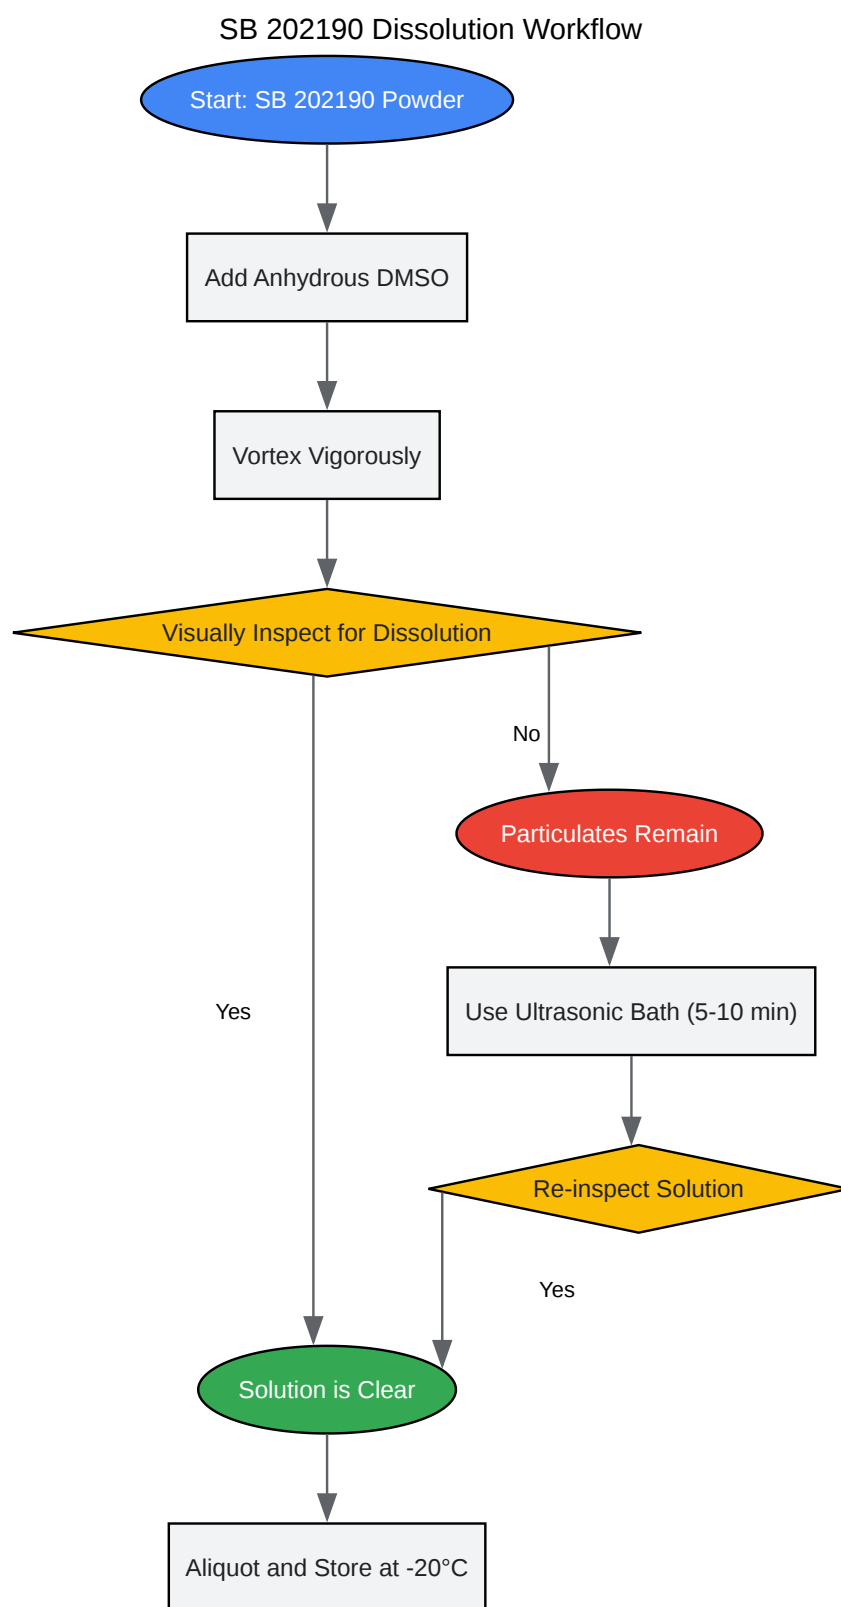 SB 202190 Dissolution Workflow
Start: SB 202190 Powder
Add Anhydrous DMSO
Vortex Vigorously
Visually Inspect for Dissolution
No
Particulates Remain
Yes
Use Ultrasonic Bath (5-10 min)
Re-inspect Solution
Yes
Solution is Clear
Aliquot and Store at -20°C